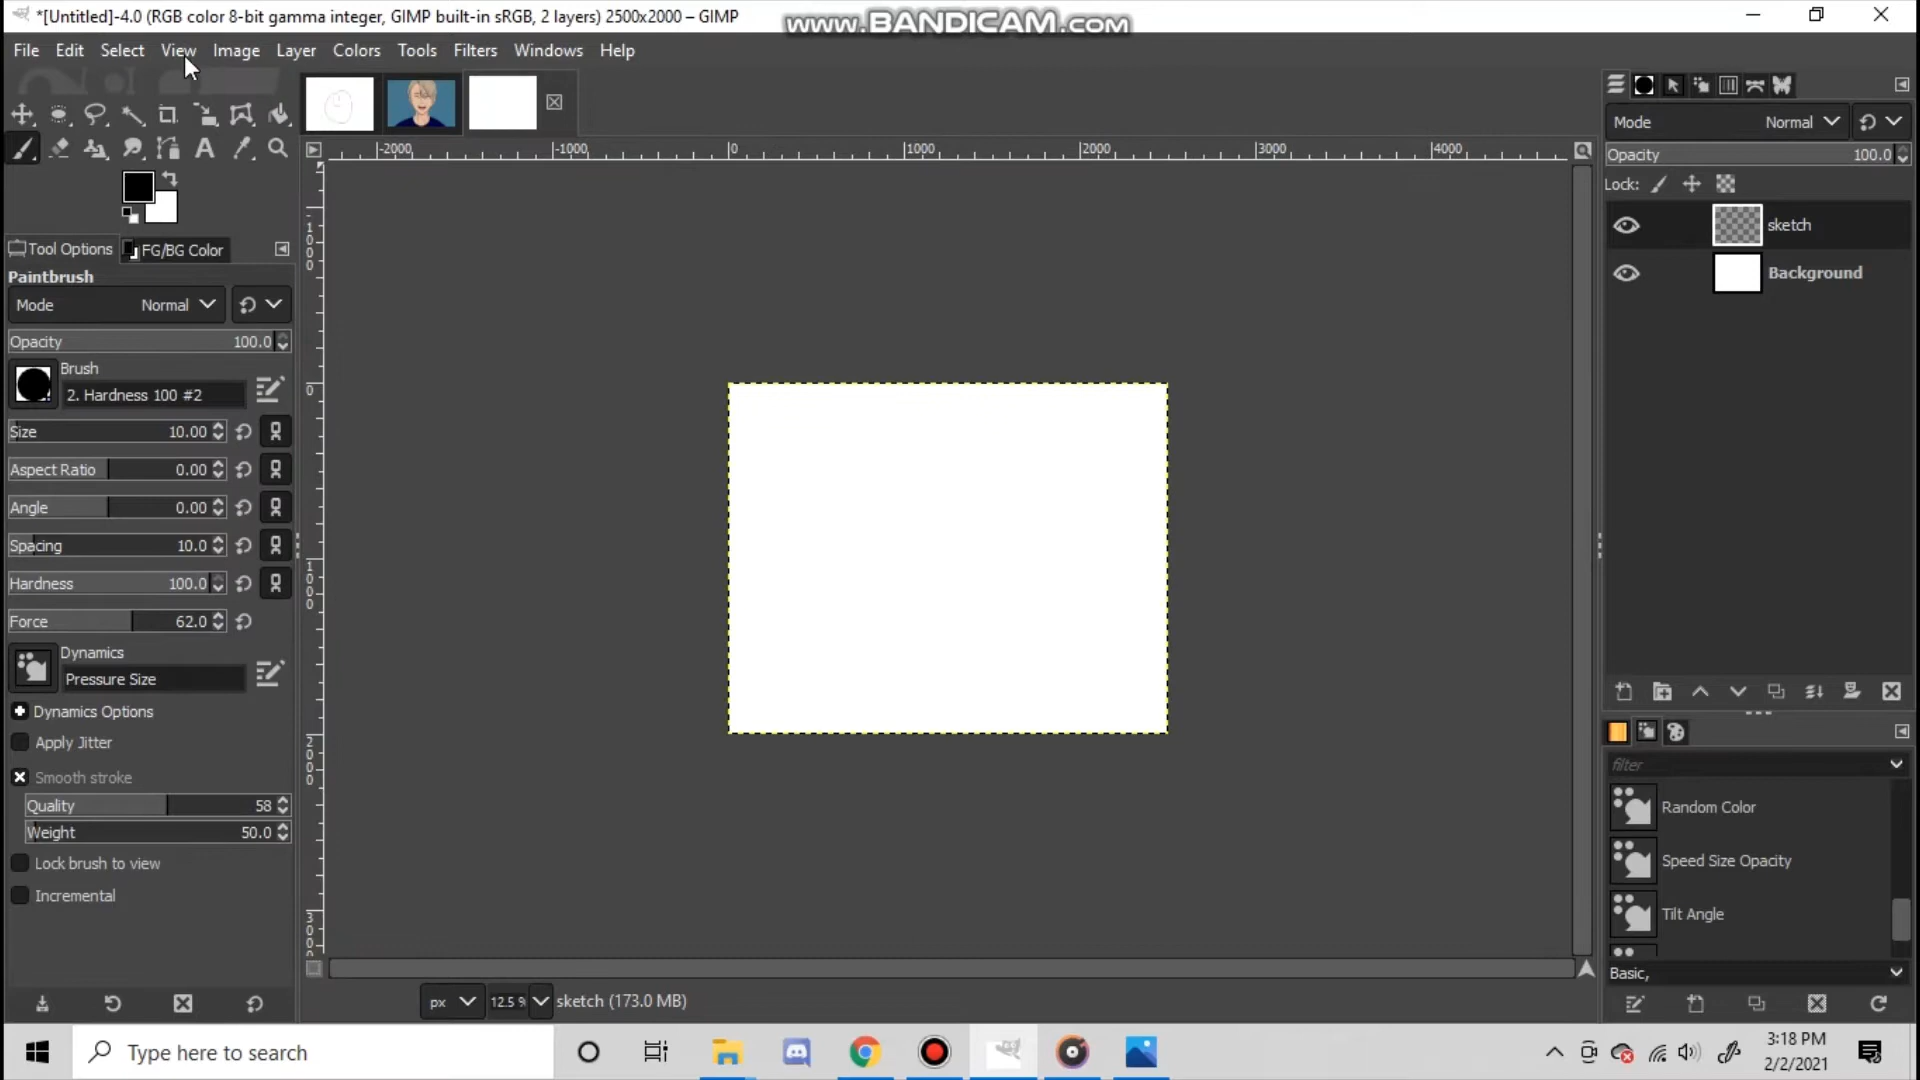 *[Untitled]-4.0 (RGB color 8-bit gamma integer, GIMP built-in sRGB, 2 layers) 2500x2000 – GIMP
www.BANDICAM.com
File Edit Select View Image Layer Colors Tools Filters Windows Help
-2000 -1000 0 1000 2000 3000 4000
-1000
0
1000
2000
3000
Tool Options FG/BG Color
Paintbrush
Mode Normal
Opacity 100.0
Brush
2. Hardness 100 #2
Size 10.00
Aspect Ratio 0.00
Angle 0.00
Spacing 10.0
Hardness 100.0
Force 62.0
Dynamics
Pressure Size
Dynamics Options
Apply Jitter
Smooth stroke
Quality 58
Weight 50.0
Lock brush to view
Incremental
px 12.5 % sketch (173.0 MB)
Mode Normal
Opacity 100.0
Lock:
sketch
Background
filter
Random Color
Speed Size Opacity
Tilt Angle
Basic,
Type here to search
3:18 PM
2/2/2021